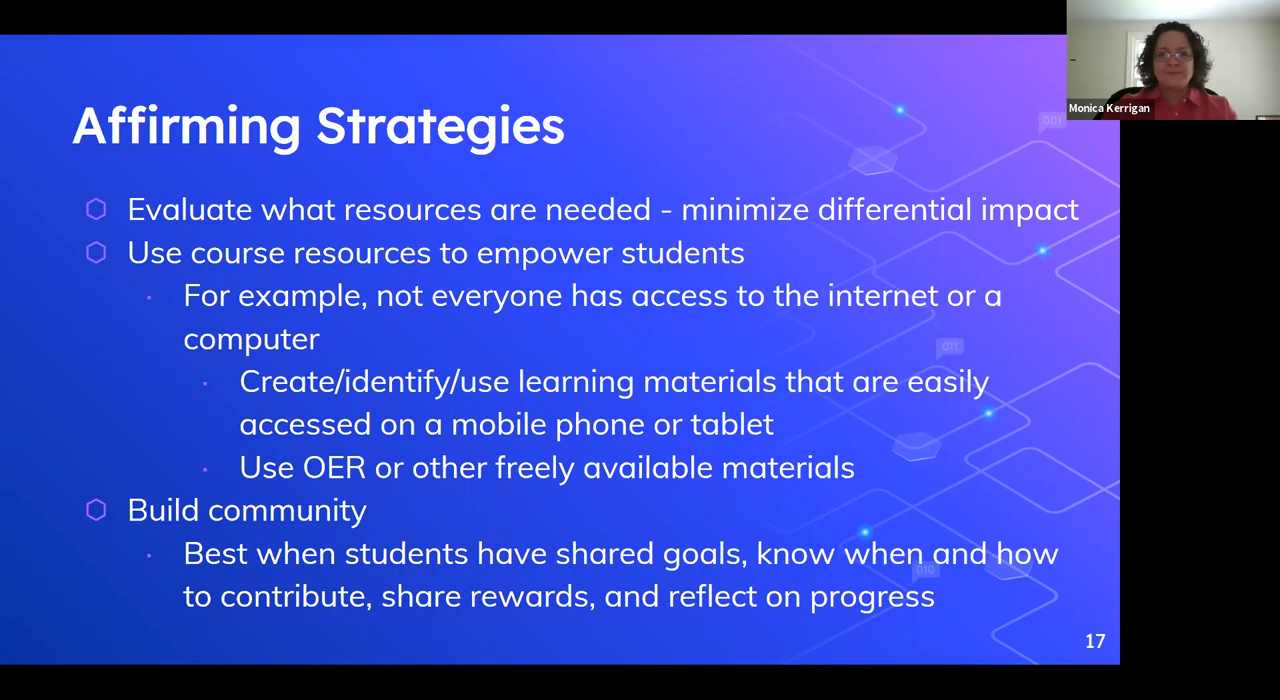 Monica Kerrigan
001
Affirming Strategies
Evaluate what resources are needed - minimize differential impact
Use course resources to empower students
For example, not everyone has access to the internet or a
computer
011
Create/identify/use learning materials that are easily
accessed on a mobile phone or tablet
Use OER or other freely available materials
Build community
Best when students have shared goals, know when and how
010
to contribute, share rewards, and reflect on progress
17